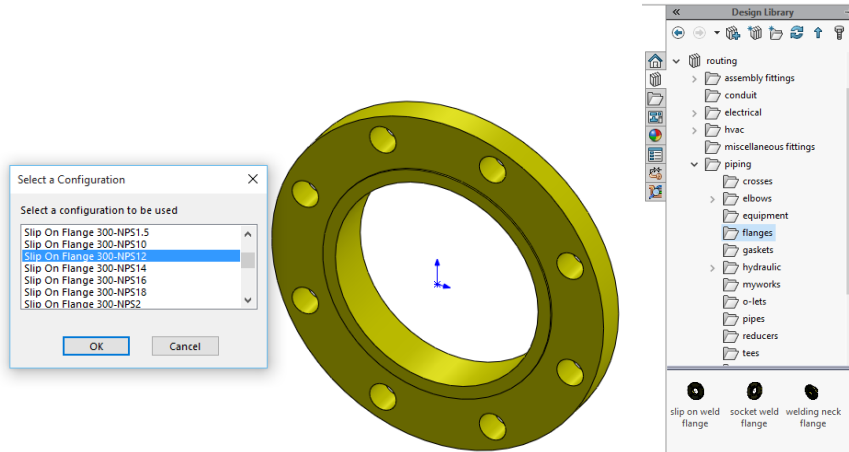 Select a Configuration
Select a configuration to be used
Slip On Flange 300-NPS1.5
Slip On Flange 300-NPS10
Slip On Flange 300-NPS12
Slip On Flange 300-NPS14
Slip On Flange 300-NPS16
Slip On Flange 300-NPS18
Slip On Flange 300-NPS2
OK
Cancel
Design Library
routing
assembly fittings
conduit
electrical
hvac
miscellaneous fittings
piping
crosses
elbows
equipment
flanges
gaskets
hydraulic
myworks
o-lets
pipes
reducers
tees
slip on weld
flange
socket weld
flange
welding neck
flange